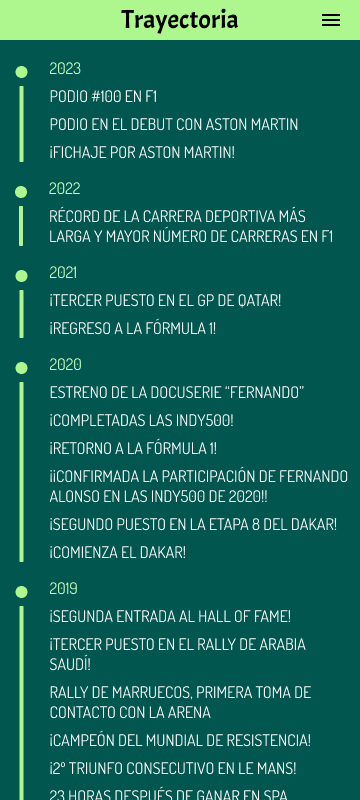 Trayectoria
2023
PODIO #100 EN F1
PODIO EN EL DEBUT CON ASTON MARTIN
¡FICHAJE POR ASTON MARTIN!
2022
RÉCORD DE LA CARRERA DEPORTIVA MÁS
LARGA Y MAYOR NÚMERO DE CARRERAS EN F1
2021
¡TERCER PUESTO EN EL GP DE QATAR!
¡REGRESO A LA FÓRMULA 1!
2020
ESTRENO DE LA DOCUSERIE “FERNANDO”
¡COMPLETADAS LAS INDY500!
¡RETORNO A LA FÓRMULA 1!
¡¡CONFIRMADA LA PARTICIPACIÓN DE FERNANDO
ALONSO EN LAS INDY500 DE 2020!!
¡SEGUNDO PUESTO EN LA ETAPA 8 DEL DAKAR!
¡COMIENZA EL DAKAR!
2019
¡SEGUNDA ENTRADA AL HALL OF FAME!
¡TERCER PUESTO EN EL RALLY DE ARABIA
SAUDÍ!
RALLY DE MARRUECOS, PRIMERA TOMA DE
CONTACTO CON LA ARENA
¡CAMPEÓN DEL MUNDIAL DE RESISTENCIA!
¡2º TRIUNFO CONSECUTIVO EN LE MANS!
23 HORAS DESPUÉS DE GANAR EN SPA